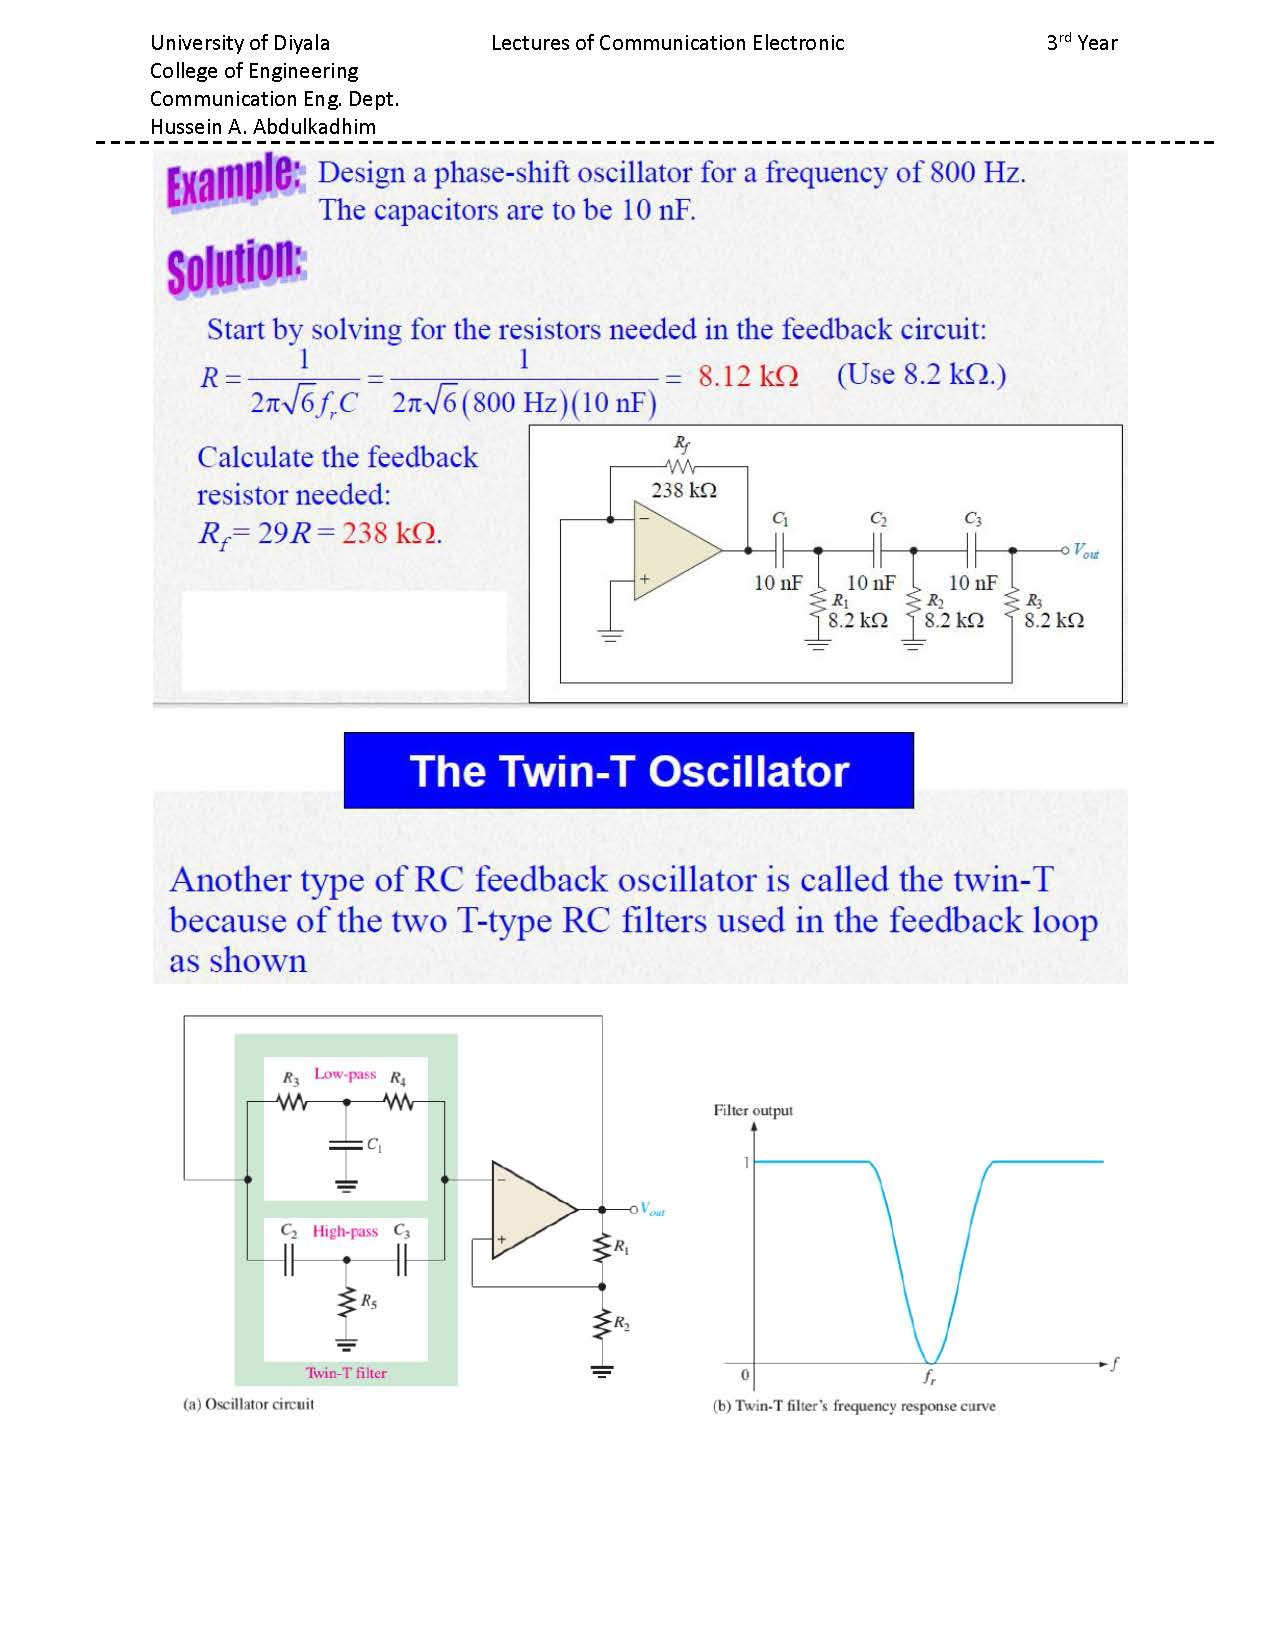 University of Diyala Lectures of Communication Electronic 3rd Year
College of Engineering
Communication Eng. Dept.
Hussein A. Abdulkadhim
Example: Design a phase-shift oscillator for a frequency of 800 Hz.
The capacitors are to be 10 nF.
Solution:
Start by solving for the resistors needed in the feedback circuit:
R = 1/(2π√6 f_r C) = 1/(2π√6 (800 Hz)(10 nF)) = 8.12 kΩ (Use 8.2 kΩ.)
Calculate the feedback
resistor needed:
R_f = 29R = 238 kΩ.
R_f
238 kΩ
−
+
C1 C2 C3
V_out
10 nF 10 nF 10 nF
R1 R2 R3
8.2 kΩ 8.2 kΩ 8.2 kΩ
The Twin-T Oscillator
Another type of RC feedback oscillator is called the twin-T
because of the two T-type RC filters used in the feedback loop
as shown
R3 Low-pass R4
C1
C2 High-pass C3
R5
Twin-T filter
−
+
V_out
R1
R2
(a) Oscillator circuit
Filter output
1
0
f_r
f
(b) Twin-T filter's frequency response curve